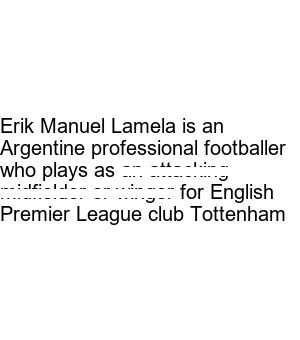 Erik Manuel Lamela is an
Argentine professional footballer
who plays as an attacking
midfielder or winger for English
Premier League club Tottenham